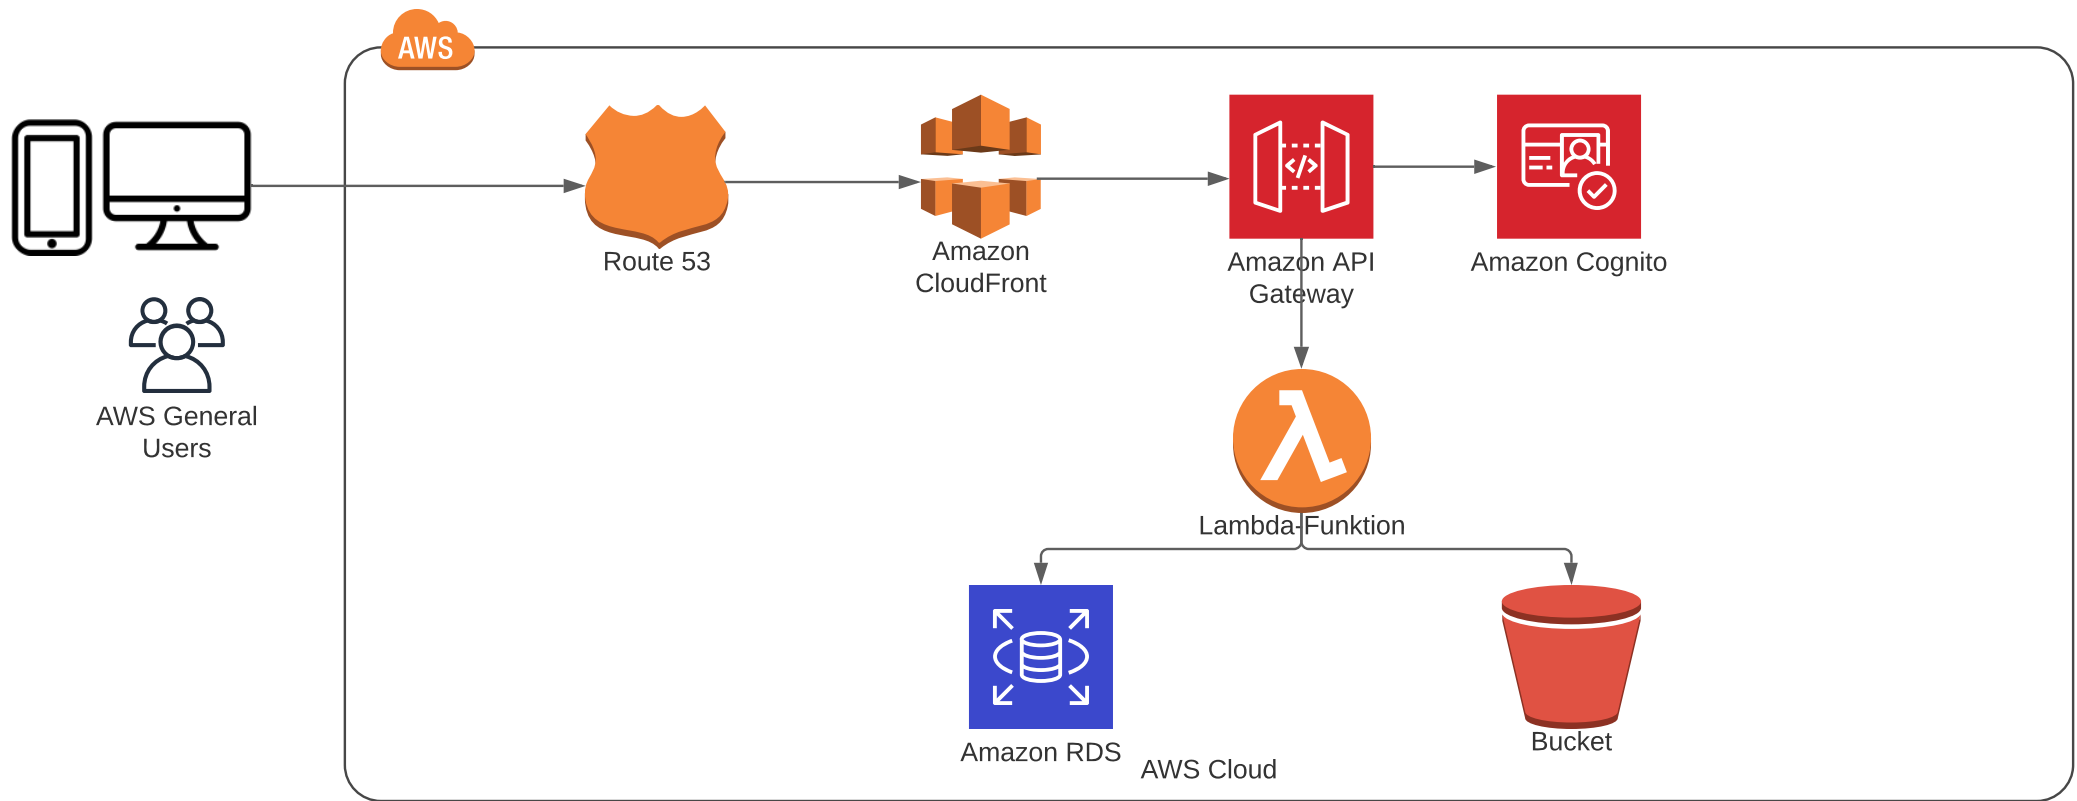 AWS
Route 53
Amazon
CloudFront
Amazon API
Gateway
Amazon Cognito
AWS General
Users
Lambda-Funktion
Amazon RDS
Bucket
AWS Cloud